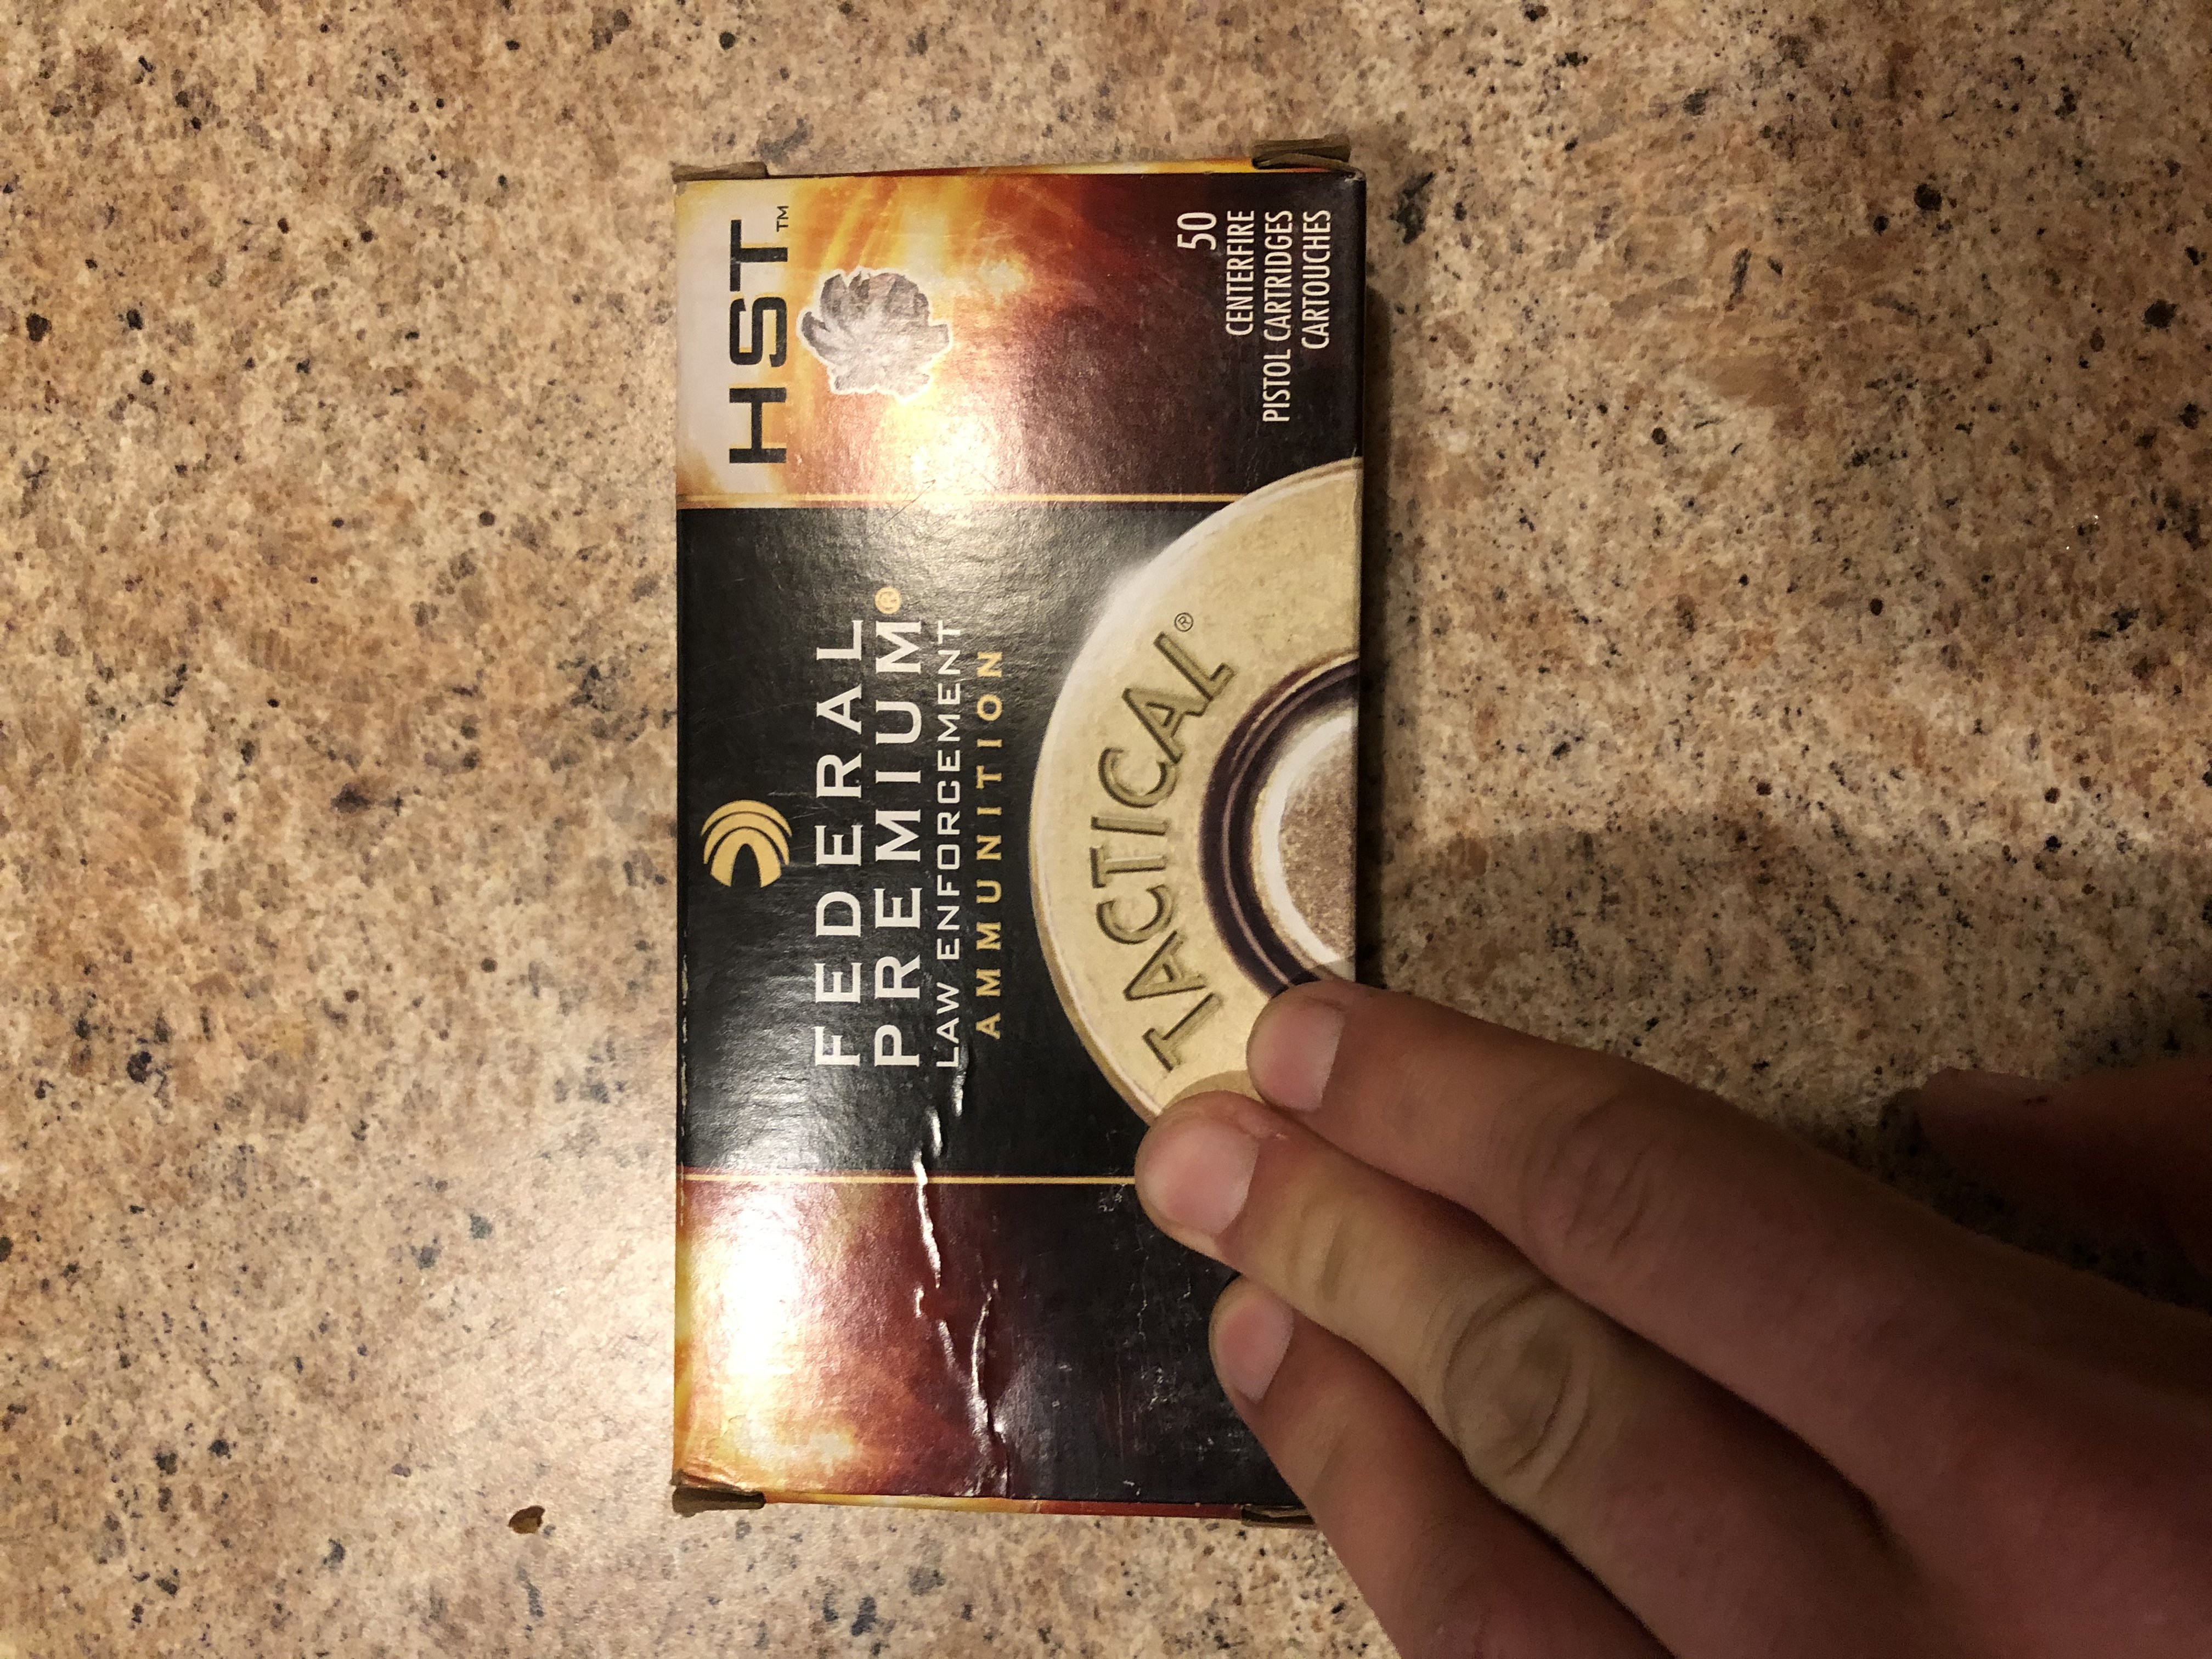 HST™
FEDERAL
PREMIUM®
LAW ENFORCEMENT
AMMUNITION
TACTICAL®
50
CENTERFIRE
PISTOL CARTRIDGES
CARTOUCHES